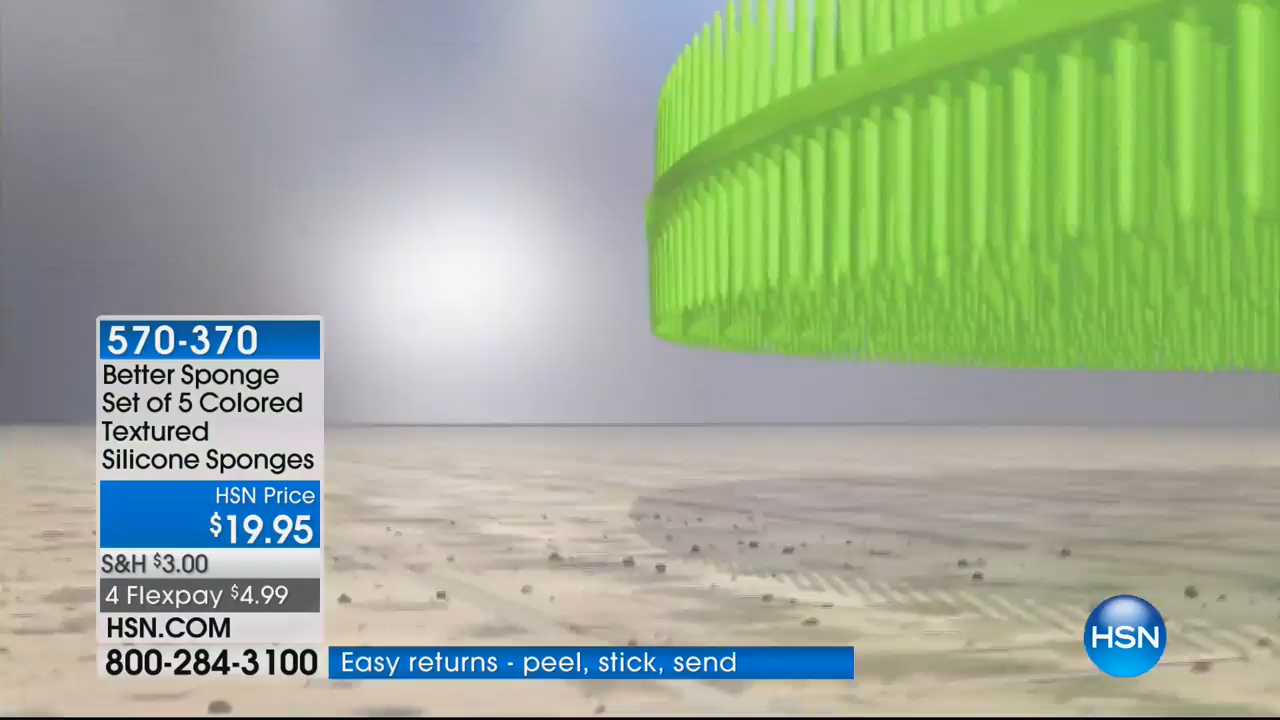 570-370
Better Sponge
Set of 5 Colored
Textured
Silicone Sponges
HSN Price
$19.95
S&H $3.00
4 Flexpay $4.99
HSN.COM
800-284-3100
Easy returns - peel, stick, send
HSN